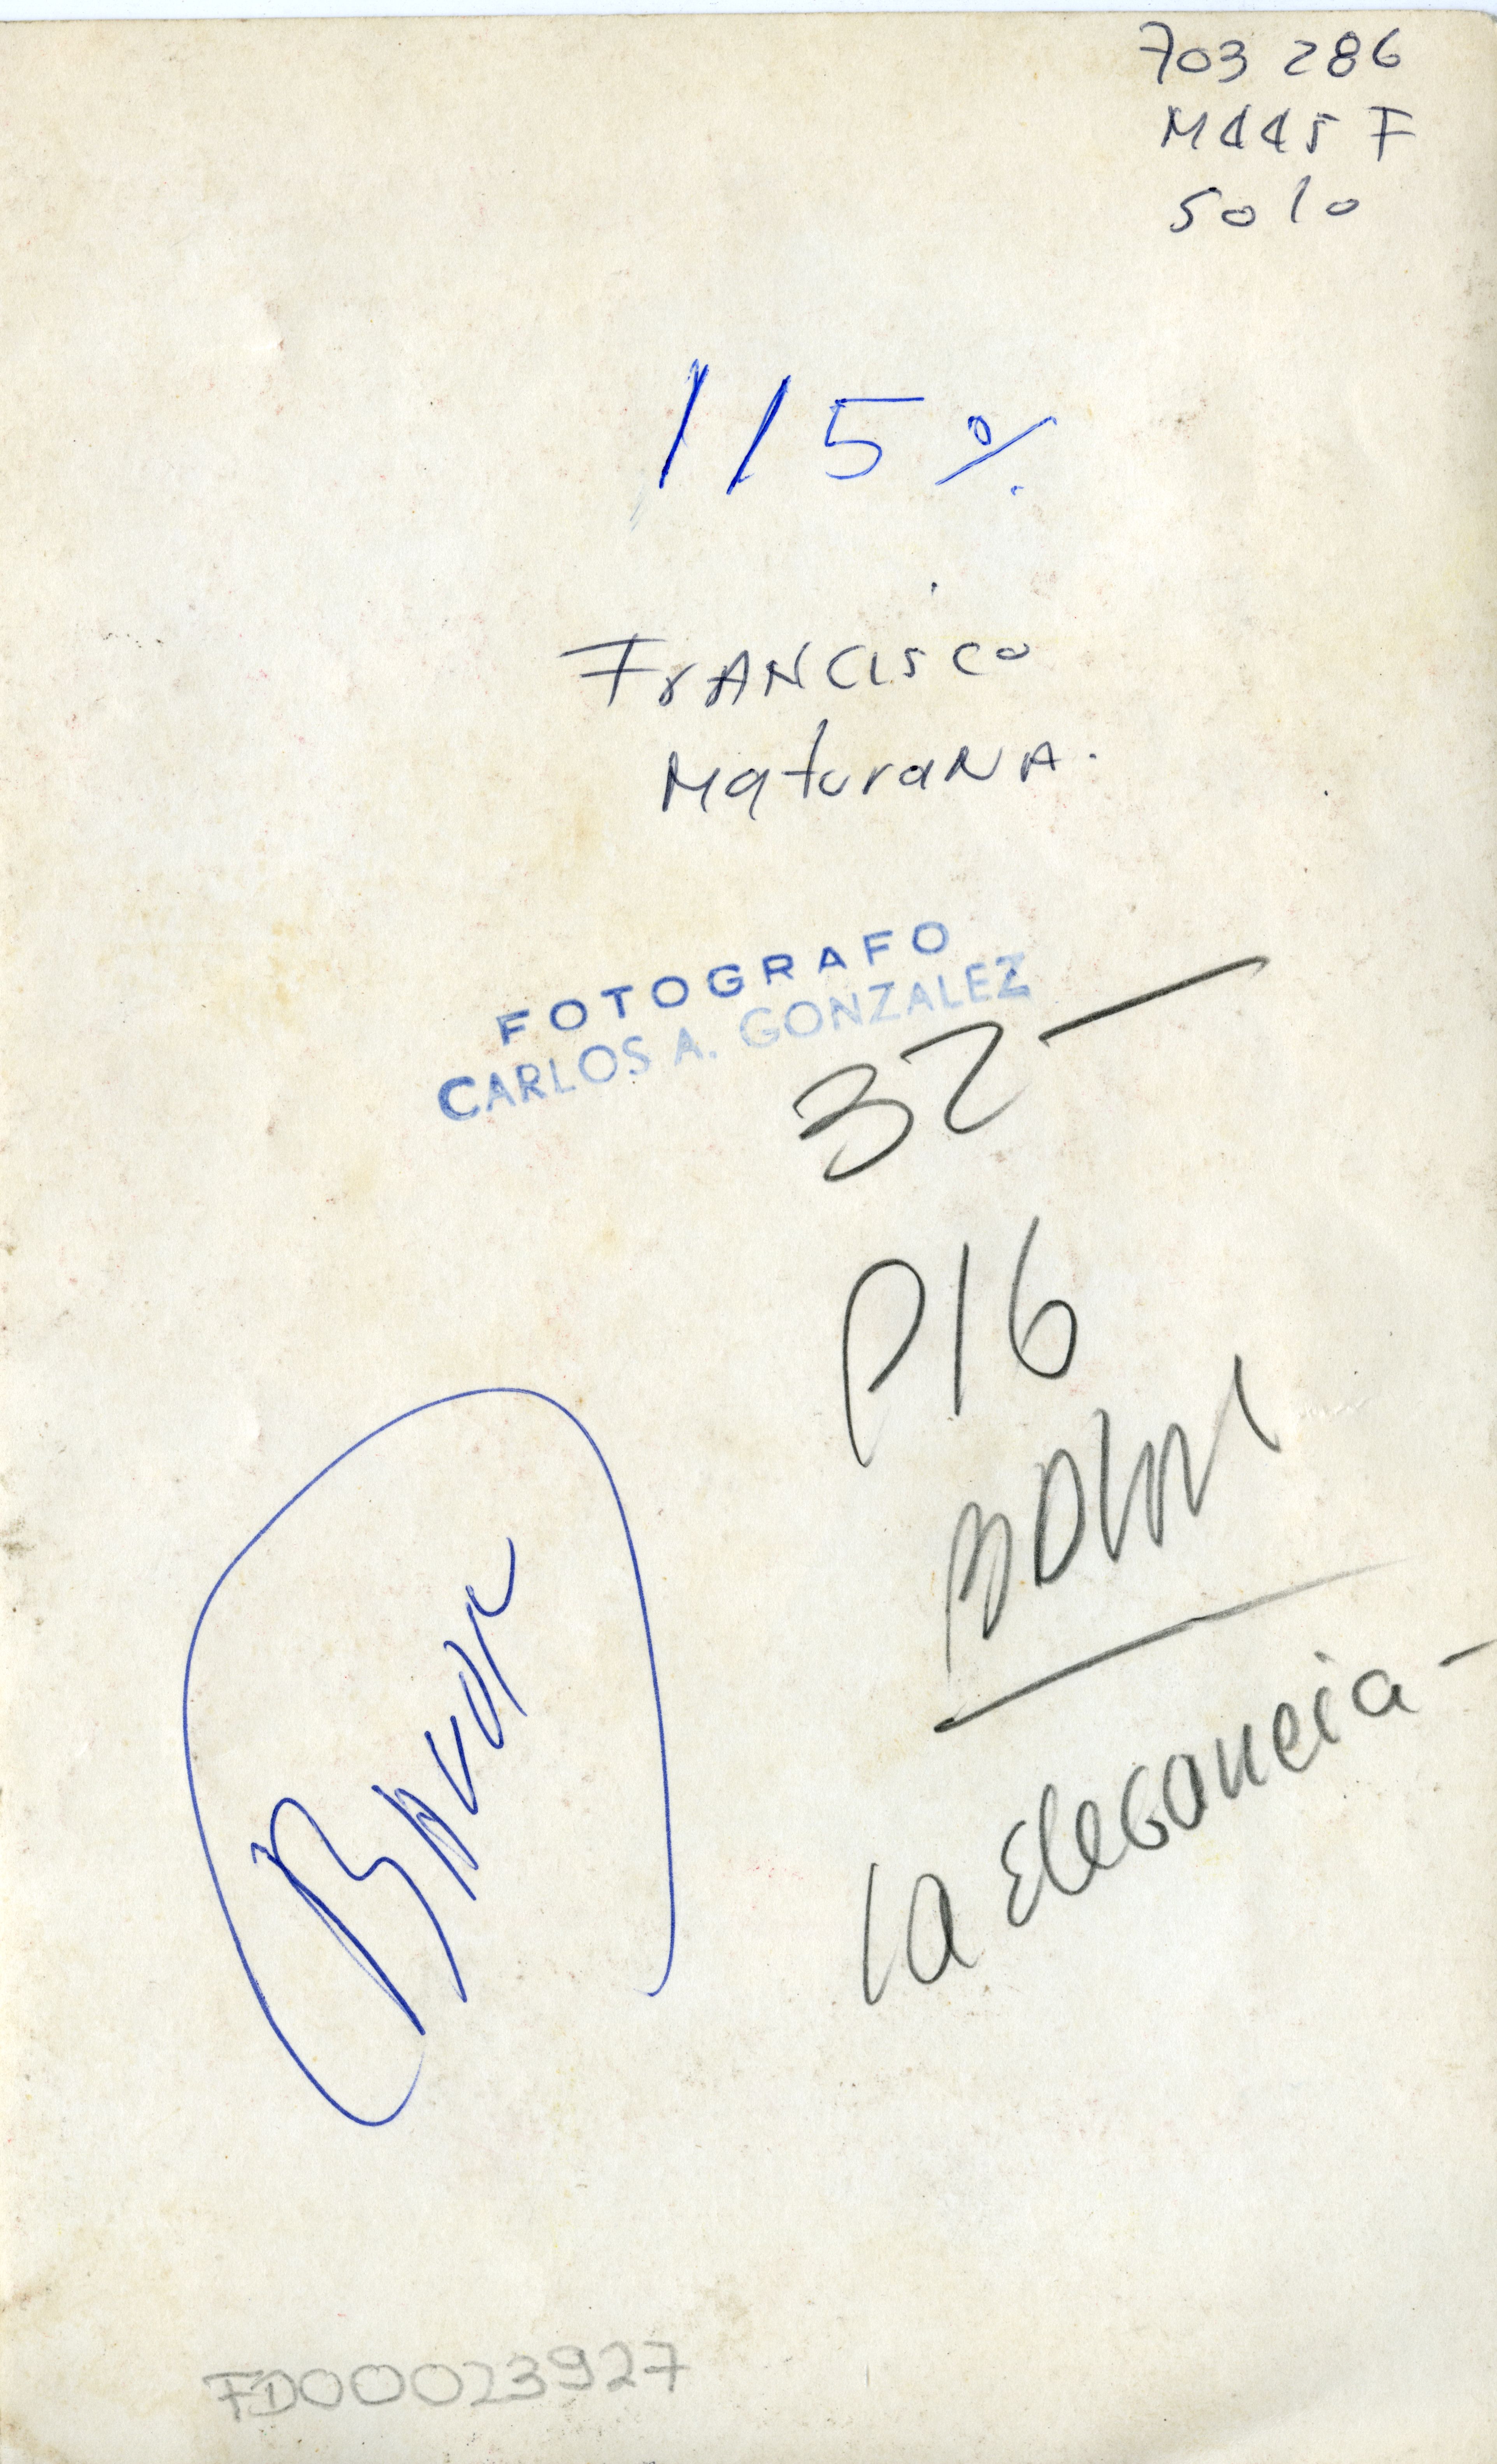 703 286
M445 F
Solo
115 %
FrANCISCO
MaturaNA.
FOTOGRAFO
CARLOS A. GONZALEZ
32 —
P16
la Elegancia -
FD00023927